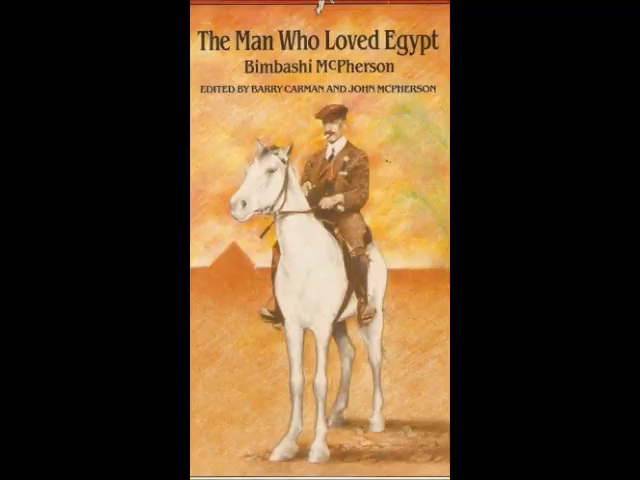 The Man Who Loved Egypt
Bimbashi McPherson
EDITED BY BARRY CARMAN AND JOHN MCPHERSON